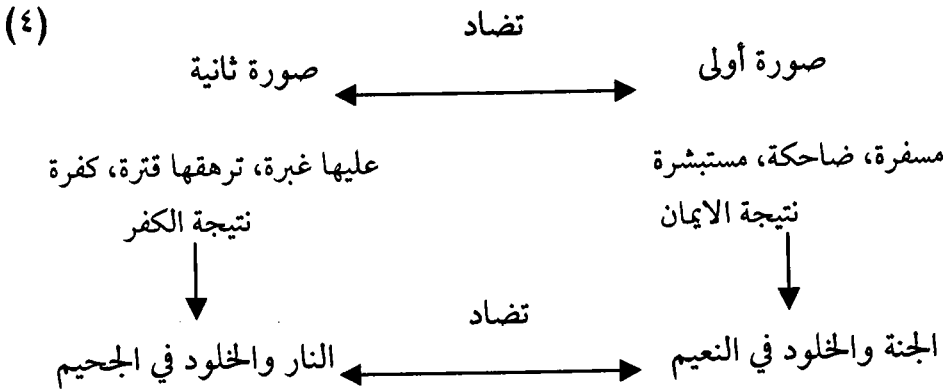 (٤)
تضاد
صورة أولى
صورة ثانية
مسفرة، ضاحكة، مستبشرة
عليها غبرة، ترهقها قترة، كفرة
نتيجة الايمان
نتيجة الكفر
تضاد
الجنة والخلود في النعيم
النار والخلود في الجحيم